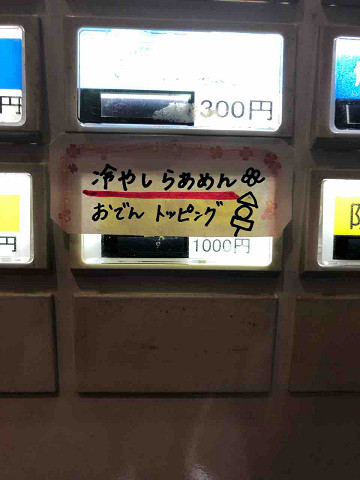 300円
冷やしらあめん
おでん トッピング
円
1000円